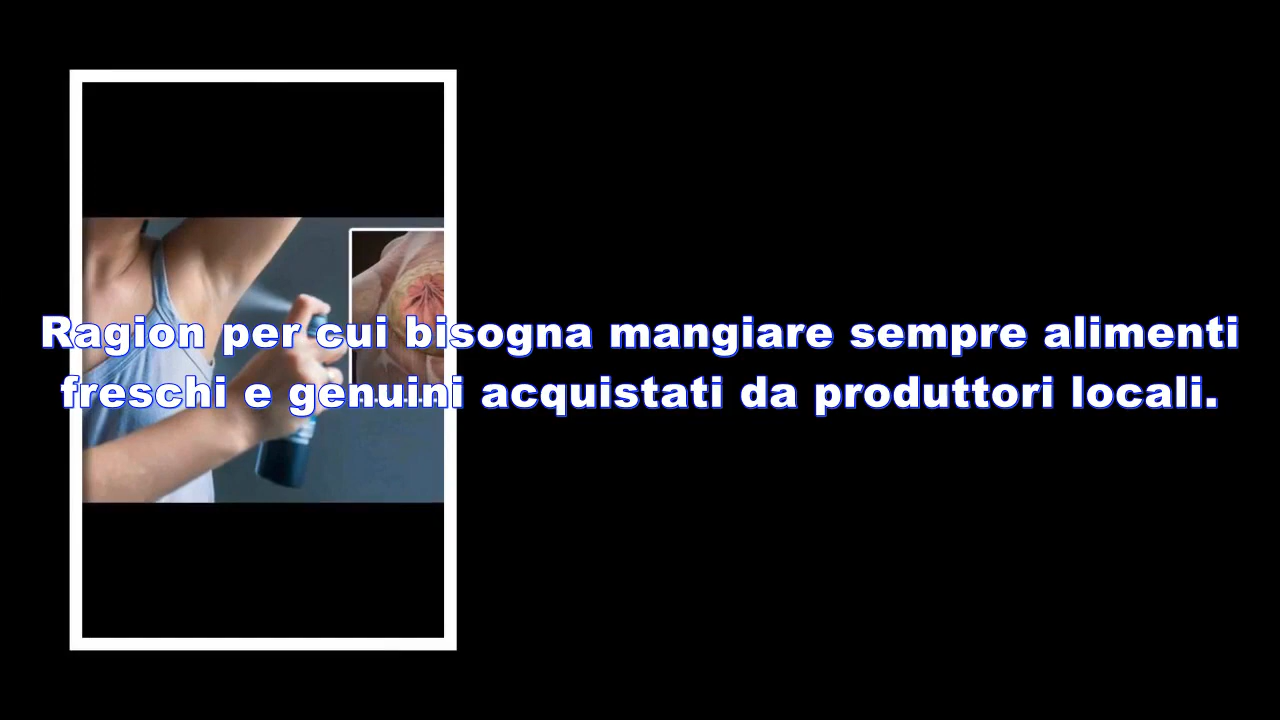 Ragion per cui bisogna mangiare sempre alimenti
freschi e genuini acquistati da produttori locali.